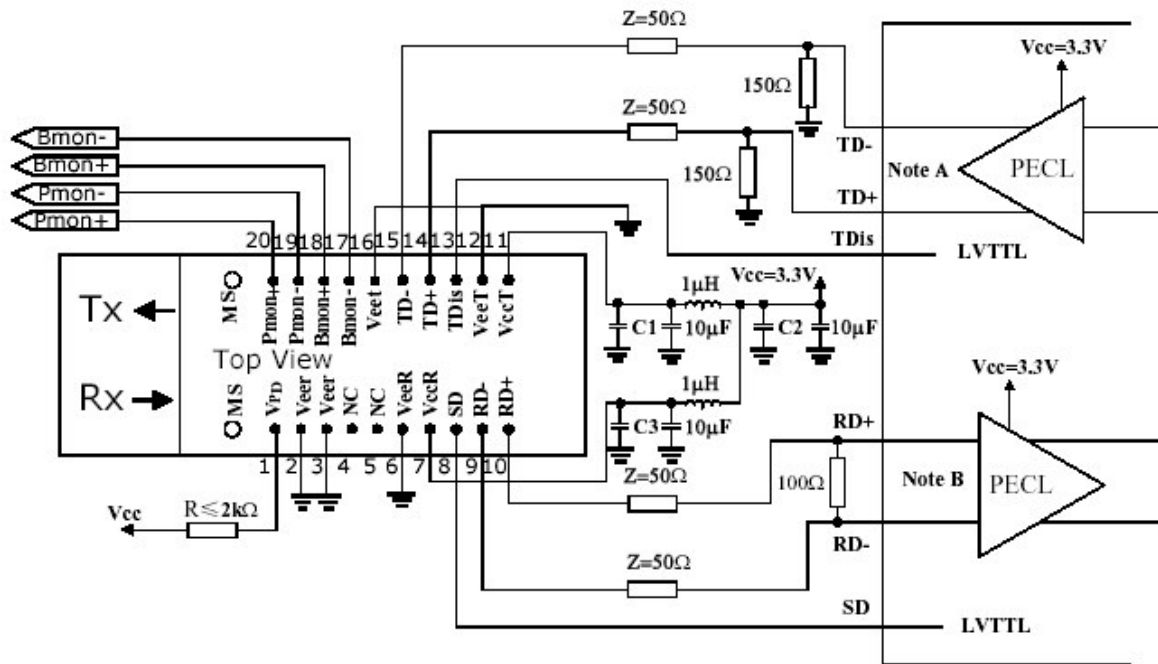 Z=50Ω
Vcc=3.3V
150Ω
Z=50Ω
Bmon-
Bmon+
Pmon-
Pmon+
TD-
Note A
PECL
150Ω
TD+
20 19 18 17 16 15 14 13 12 12 11
TDis
LVTTL
Tx
MS
Pmon+
Pmon-
Bmon+
Bmon-
Veet
TD-
TD+
TDis
VeeT
VccT
1μH
Vcc=3.3V
C1
10μF
C2
10μF
Top View
Rx
MS
VPD
Veer
Veer
NC
NC
VeeR
VccR
SD
RD-
RD+
1μH
C3
10μF
Vcc=3.3V
RD+
1 2 3 4 5 6 7 8 9 10
Z=50Ω
100Ω
Note B
PECL
Vcc
R≤2kΩ
RD-
Z=50Ω
SD
LVTTL